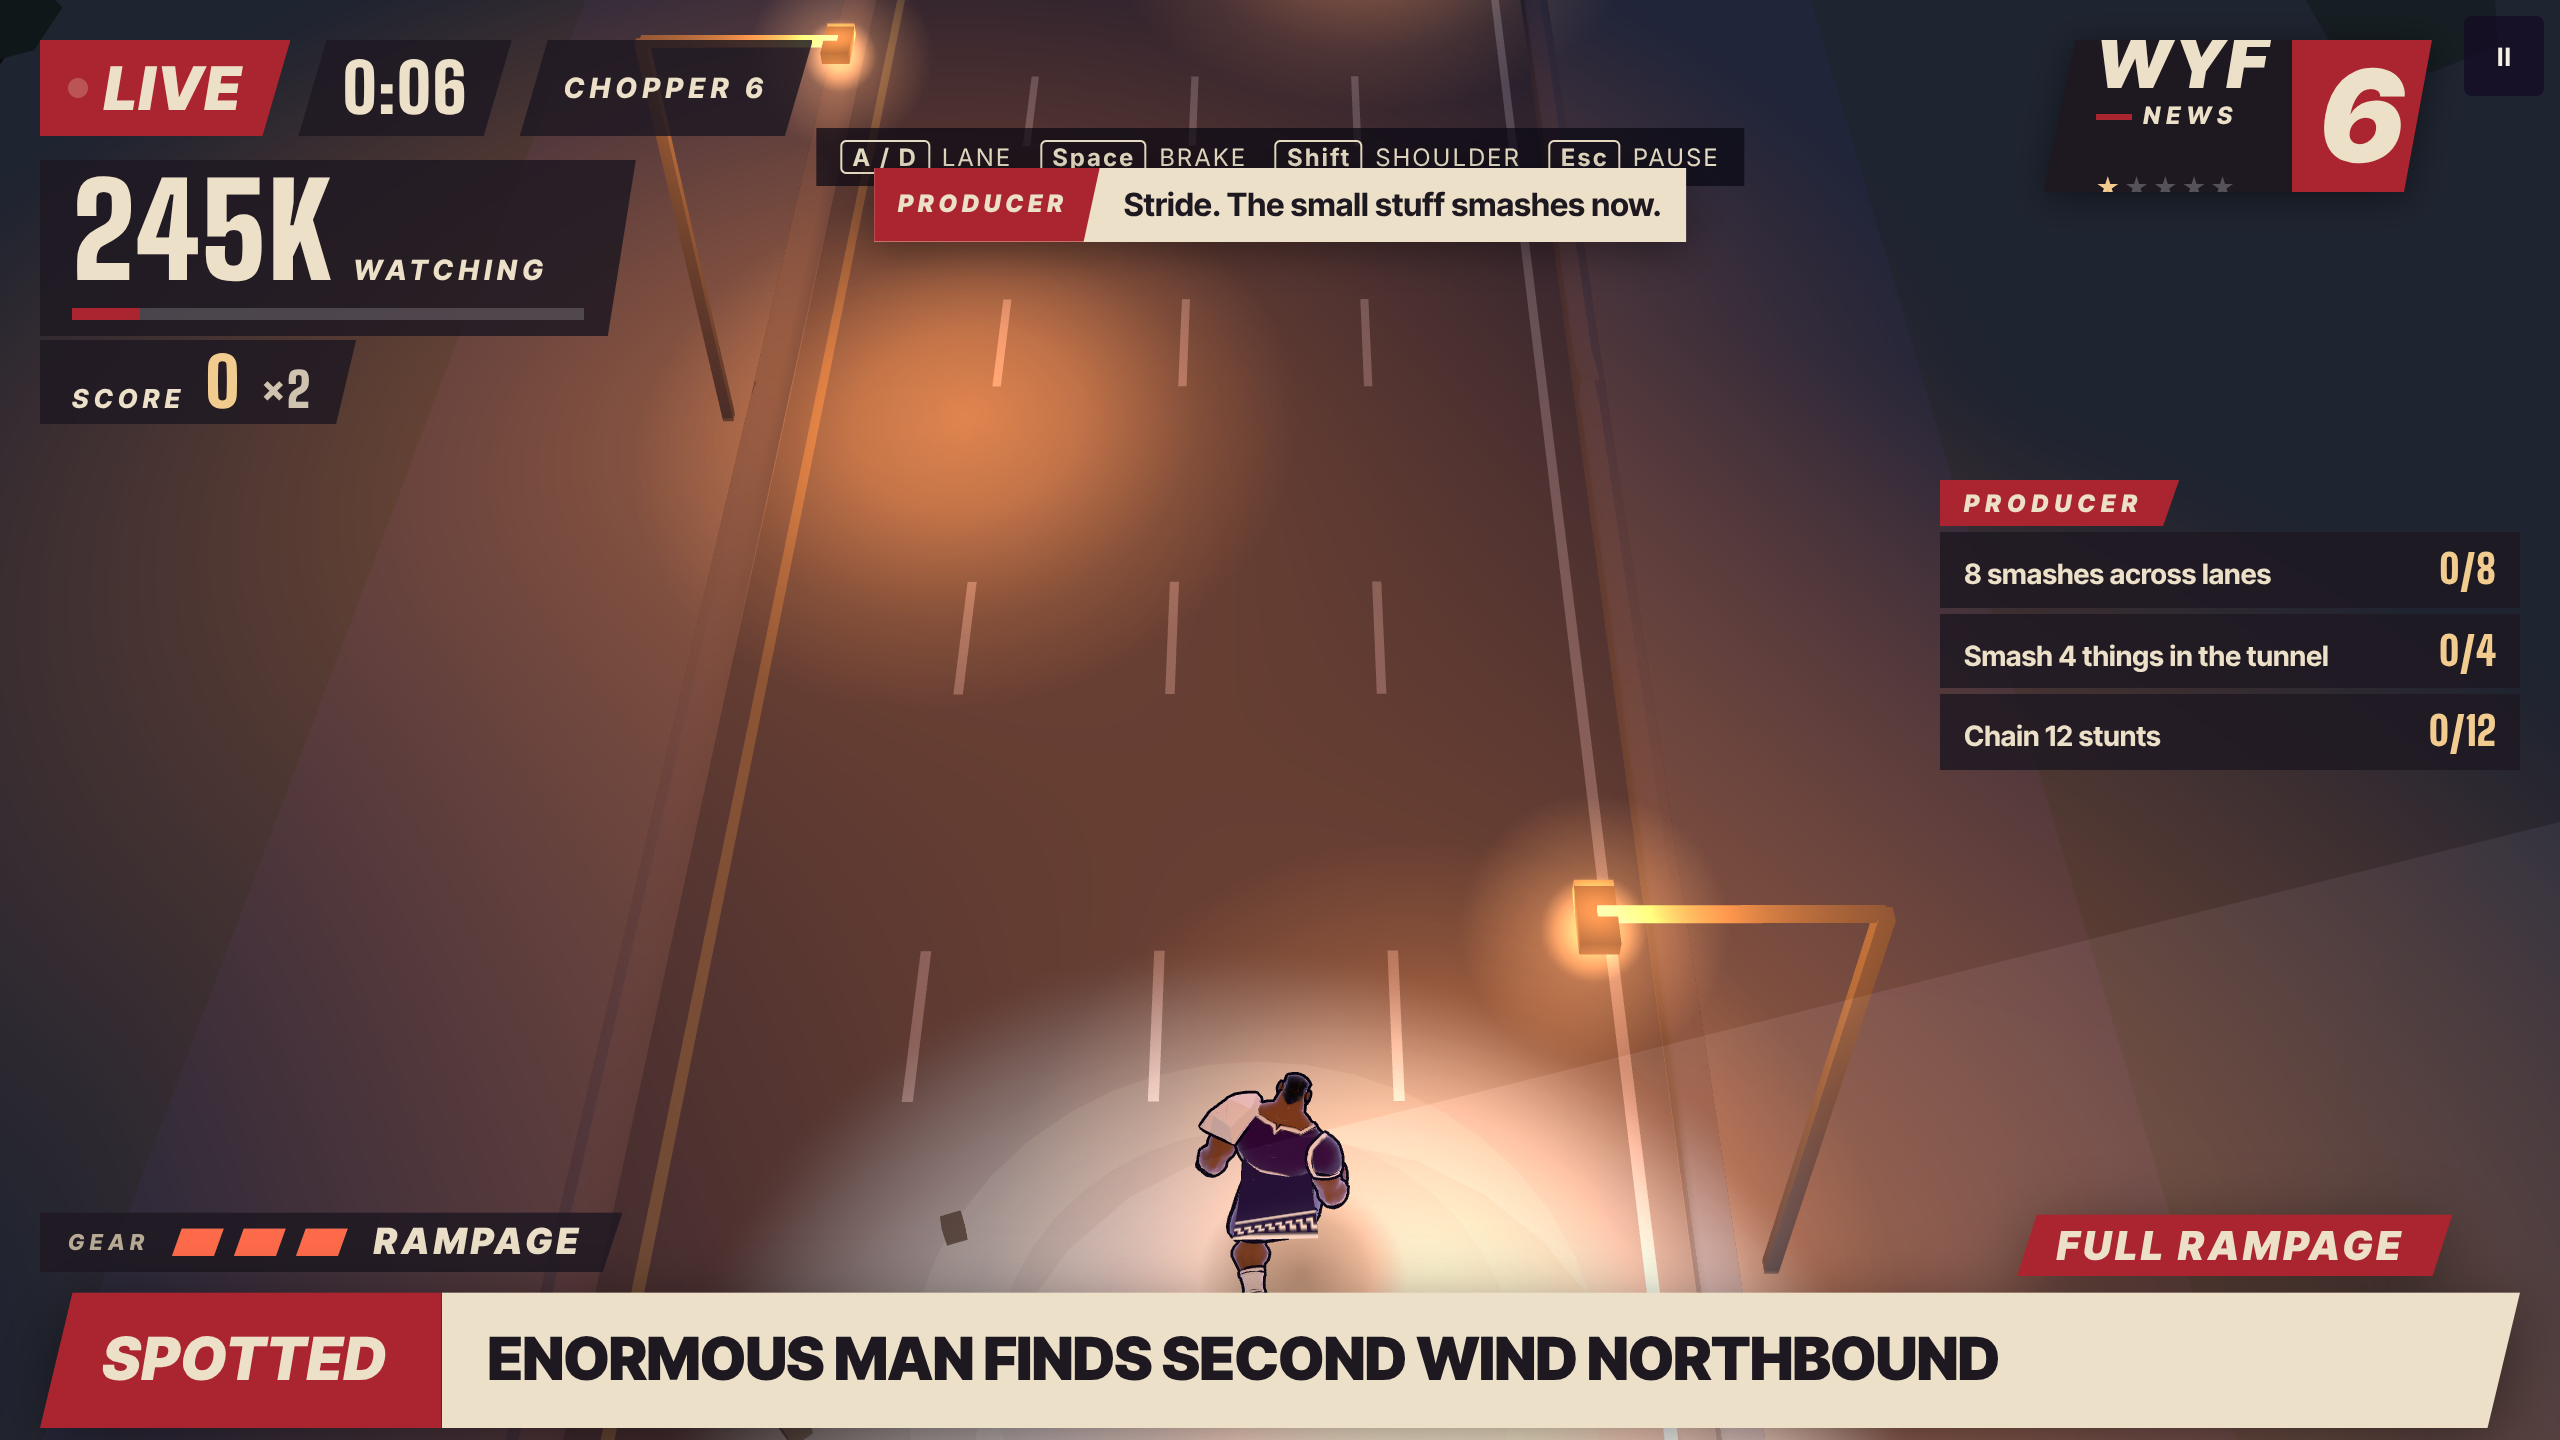 LIVE
0:06
CHOPPER 6
WYF
NEWS
6
245K WATCHING
SCORE 0 ×2
A / D LANE Space BRAKE Shift SHOULDER Esc PAUSE
PRODUCER Stride. The small stuff smashes now.
PRODUCER
8 smashes across lanes 0/8
Smash 4 things in the tunnel 0/4
Chain 12 stunts 0/12
GEAR RAMPAGE
FULL RAMPAGE
SPOTTED ENORMOUS MAN FINDS SECOND WIND NORTHBOUND